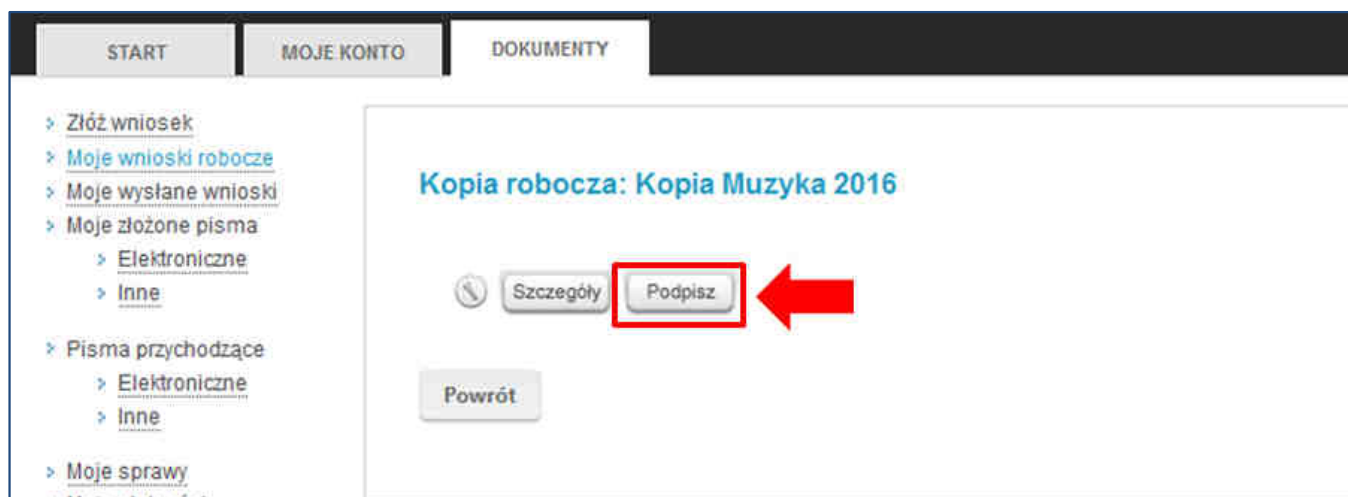 START MOJE KONTO DOKUMENTY
Złóż wniosek
Moje wnioski robocze
Moje wysłane wnioski
Moje złożone pisma
Elektroniczne
Inne
Pisma przychodzące
Elektroniczne
Inne
Moje sprawy
Kopia robocza: Kopia Muzyka 2016
Szczegóły Podpisz
Powrót